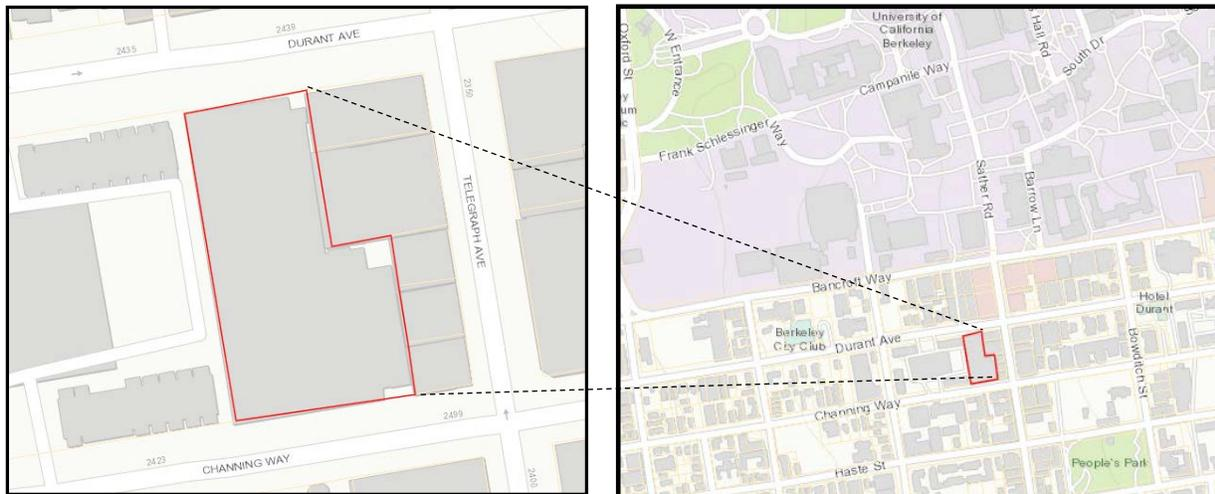 2435
2439
DURANT AVE
2350
TELEGRAPH AVE
2499
2423
CHANNING WAY
2400
Oxford St
W Entrance
University of
California
Berkeley
Hall Rd
South Dr
Campanile Way
Frank Schlessinger
Way
Sather Rd
Barrow Ln
Bancroft Way
Hotel
Durant
Berkeley
City Club
Durant Ave
Bowditch St
Channing Way
People's Park
Haste St